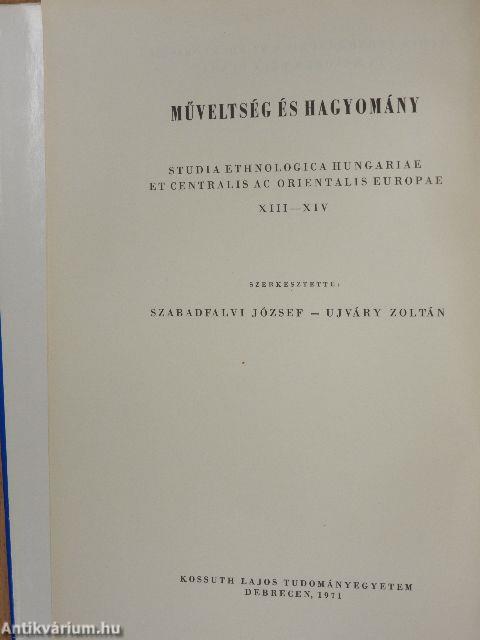 MŰVELTSÉG ÉS HAGYOMÁNY
STUDIA ETHNOLOGICA HUNGARIAE
ET CENTRALIS AC ORIENTALIS EUROPAE
XIII—XIV
SZERKESZTETTE:
SZABADFALVI JÓZSEF – UJVÁRY ZOLTÁN
KOSSUTH LAJOS TUDOMÁNYEGYETEM
DEBRECEN, 1971
Antikvárium.hu